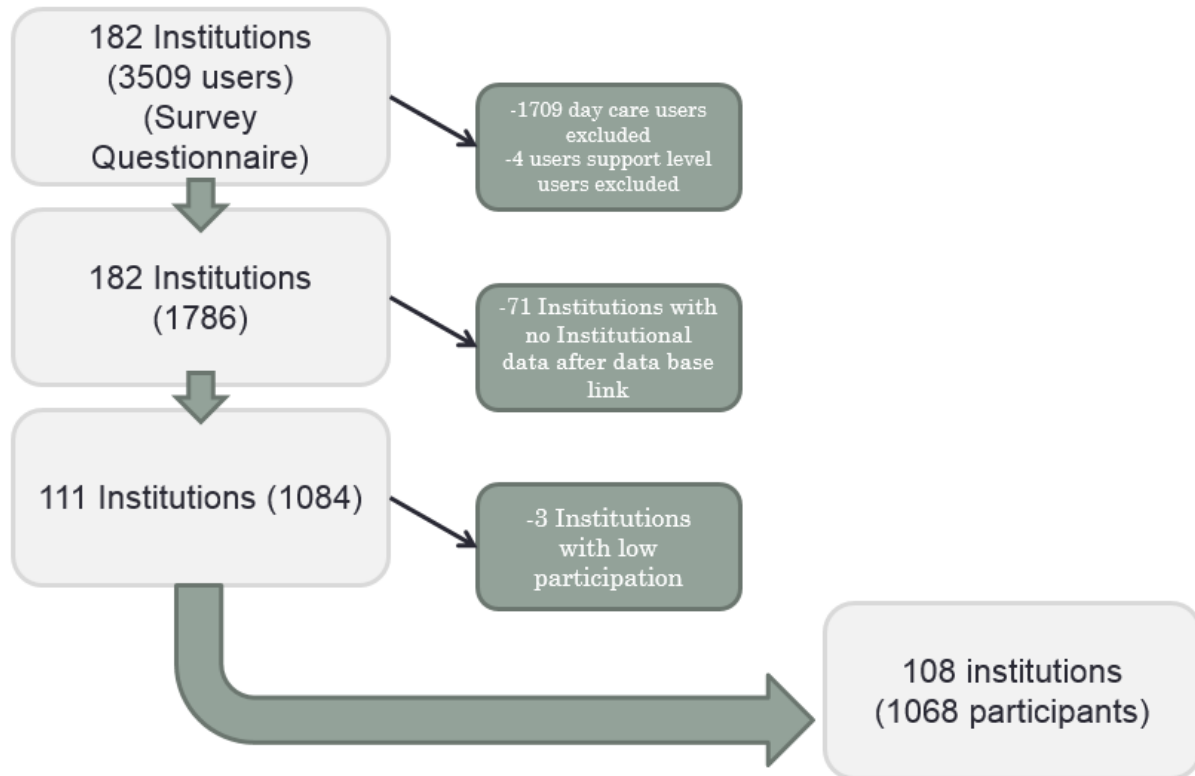 182 Institutions
(3509 users)
(Survey
Questionnaire)
-1709 day care users
excluded
-4 users support level
users excluded
182 Institutions
(1786)
-71 Institutions with
no Institutional
data after data base
link
111 Institutions (1084)
-3 Institutions
with low
participation
108 institutions
(1068 participants)